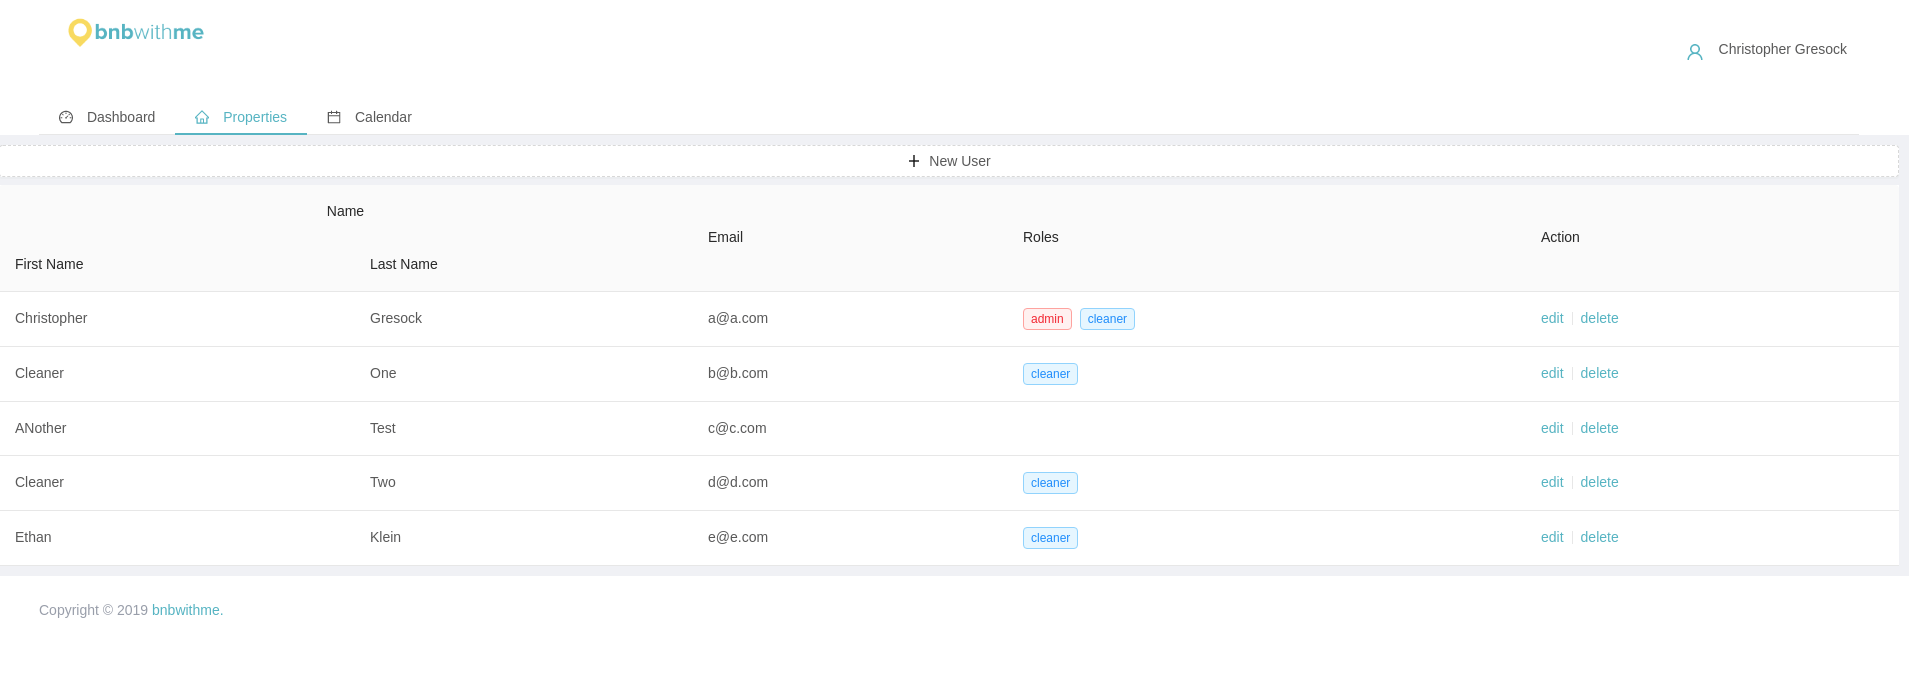 bnbwithme
Christopher Gresock
Dashboard Properties Calendar
New User
Name
Email Roles Action
First Name Last Name
Christopher Gresock a@a.com admin cleaner edit delete
Cleaner One b@b.com cleaner edit delete
ANother Test c@c.com edit delete
Cleaner Two d@d.com cleaner edit delete
Ethan Klein e@e.com cleaner edit delete
Copyright © 2019 bnbwithme.